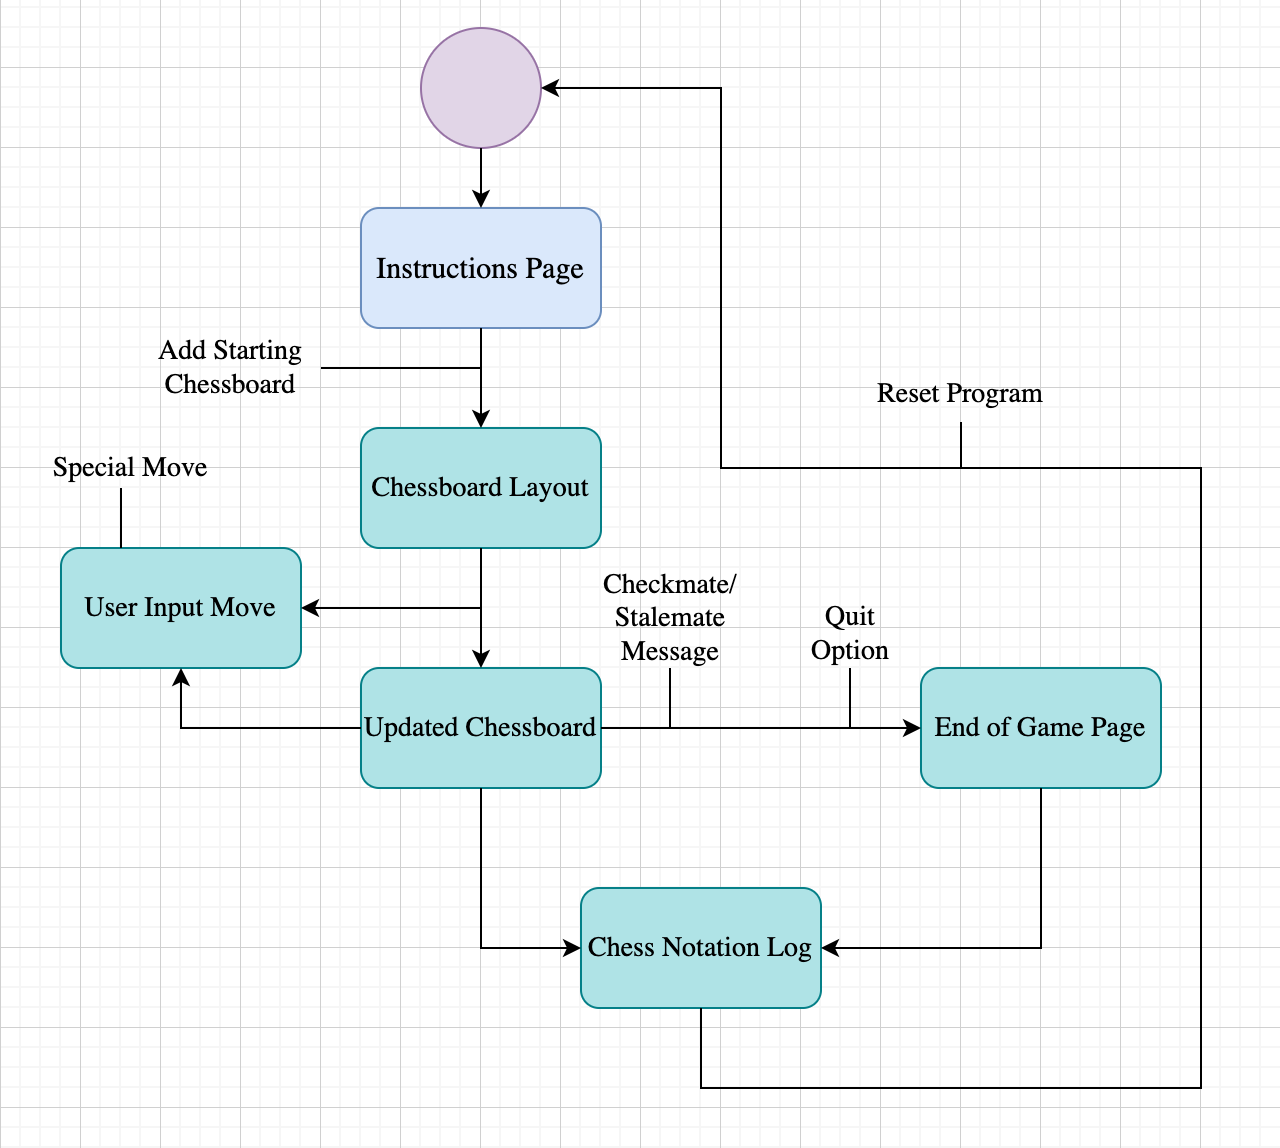 Instructions Page
Add Starting
Chessboard
Reset Program
Special Move
Chessboard Layout
User Input Move
Checkmate/
Stalemate
Message
Quit
Option
Updated Chessboard
End of Game Page
Chess Notation Log